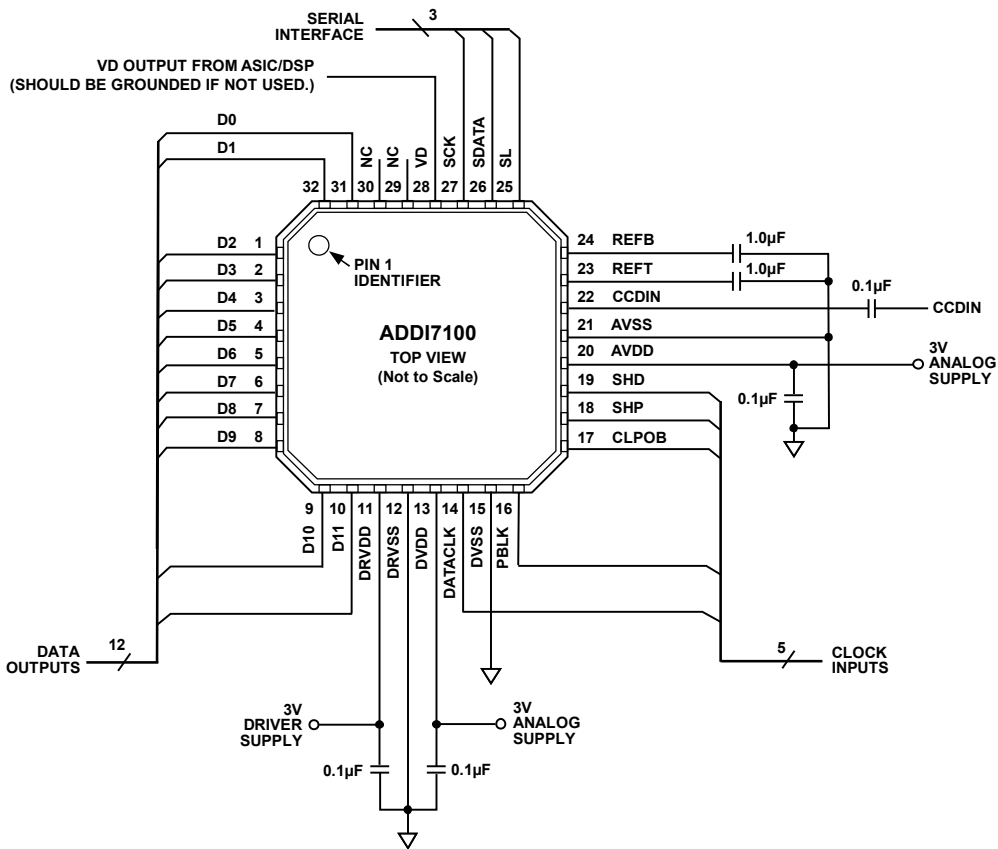 SERIAL
INTERFACE
3
VD OUTPUT FROM ASIC/DSP
(SHOULD BE GROUNDED IF NOT USED.)
D0
D1
NC
NC
VD
SCK
SDATA
SL
32
31
30
29
28
27
26
25
D2 1
D3 2
D4 3
D5 4
D6 5
D7 6
D8 7
D9 8
PIN 1
IDENTIFIER
ADDI7100
TOP VIEW
(Not to Scale)
24 REFB
23 REFT
22 CCDIN
21 AVSS
20 AVDD
19 SHD
18 SHP
17 CLPOB
1.0µF
1.0µF
0.1µF
CCDIN
3V
ANALOG
SUPPLY
0.1µF
9
10
11
12
13
14
15
16
D10
D11
DRVDD
DRVSS
DVDD
DATACLK
DVSS
PBLK
DATA
OUTPUTS
12
5
CLOCK
INPUTS
3V
DRIVER
SUPPLY
3V
ANALOG
SUPPLY
0.1µF
0.1µF